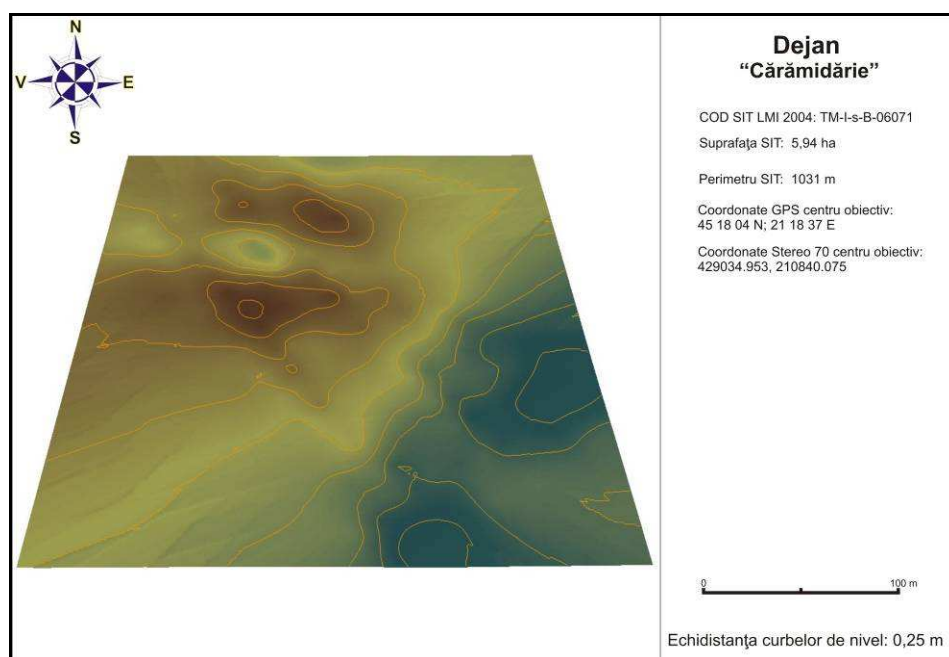 N
V E
S
Dejan
“Cărămidărie”
COD SIT LMI 2004: TM-I-s-B-06071
Suprafaţa SIT: 5,94 ha
Perimetru SIT: 1031 m
Coordonate GPS centru obiectiv:
45 18 04 N; 21 18 37 E
Coordonate Stereo 70 centru obiectiv:
429034.953, 210840.075
0 100 m
Echidistanţa curbelor de nivel: 0,25 m